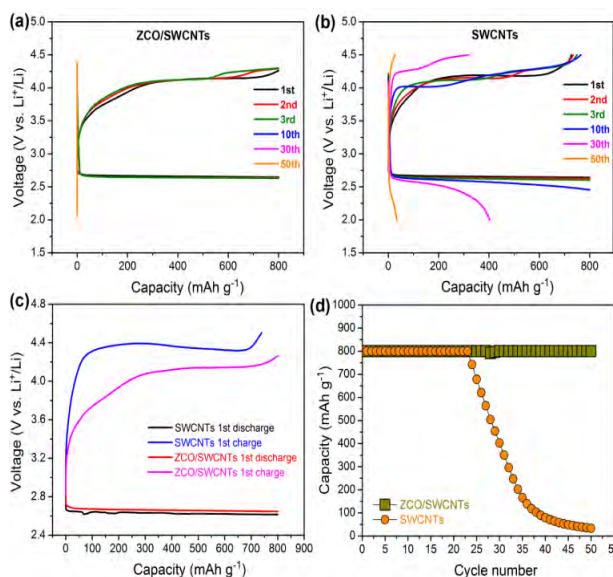 (a)
ZCO/SWCNTs
Voltage (V vs. Li⁺/Li)
4.5
4.0
3.5
3.0
2.5
2.0
1.5
1st
2nd
3rd
10th
30th
50th
0 200 400 600 800
Capacity (mAh g⁻¹)
(b)
SWCNTs
Voltage (V vs. Li⁺/Li)
4.5
4.0
3.5
3.0
2.5
2.0
1.5
1st
2nd
3rd
10th
30th
50th
0 200 400 600 800
Capacity (mAh g⁻¹)
(c)
Voltage (V vs. Li⁺/Li)
4.8
4.4
4.0
3.6
3.2
2.8
2.4
SWCNTs 1st discharge
SWCNTs 1st charge
ZCO/SWCNTs 1st discharge
ZCO/SWCNTs 1st charge
0 100 200 300 400 500 600 700 800 900
Capacity (mAh g⁻¹)
(d)
Capacity (mAh g⁻¹)
1000
900
800
700
600
500
400
300
200
100
0
ZCO/SWCNTs
SWCNTs
0 5 10 15 20 25 30 35 40 45 50 55
Cycle number